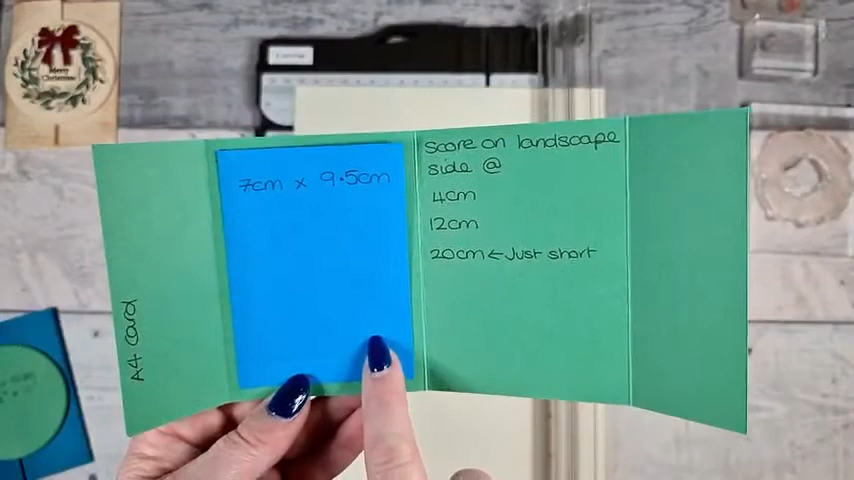 Merry
Christmas
7cm x 9.5cm
Score on landscape
side @
4cm
12cm
20cm ← Just short
A4 Card